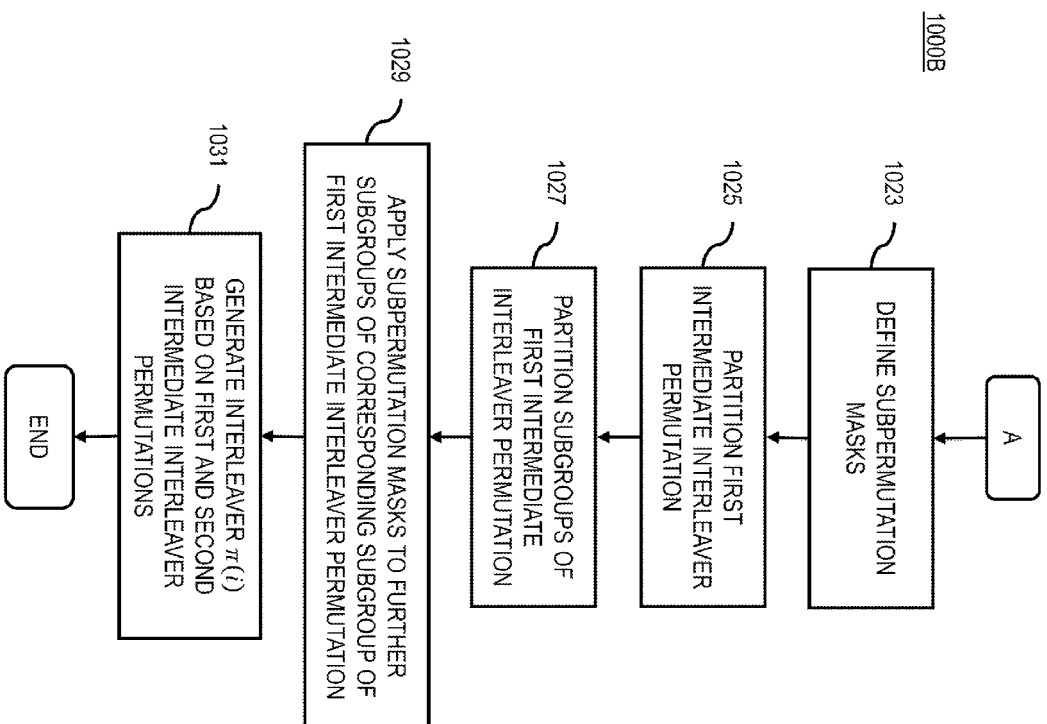 1000B
A
1023
DEFINE SUBPERMUTATION
MASKS
1025
PARTITION FIRST
INTERMEDIATE INTERLEAVER
PERMUTATION
1027
PARTITION SUBGROUPS OF
FIRST INTERMEDIATE
INTERLEAVER PERMUTATION
1029
APPLY SUBPERMUTATION MASKS TO FURTHER
SUBGROUPS OF CORRESPONDING SUBGROUP OF
FIRST INTERMEDIATE INTERLEAVER PERMUTATION
1031
GENERATE INTERLEAVER π(i)
BASED ON FIRST AND SECOND
INTERMEDIATE INTERLEAVER
PERMUTATIONS
END